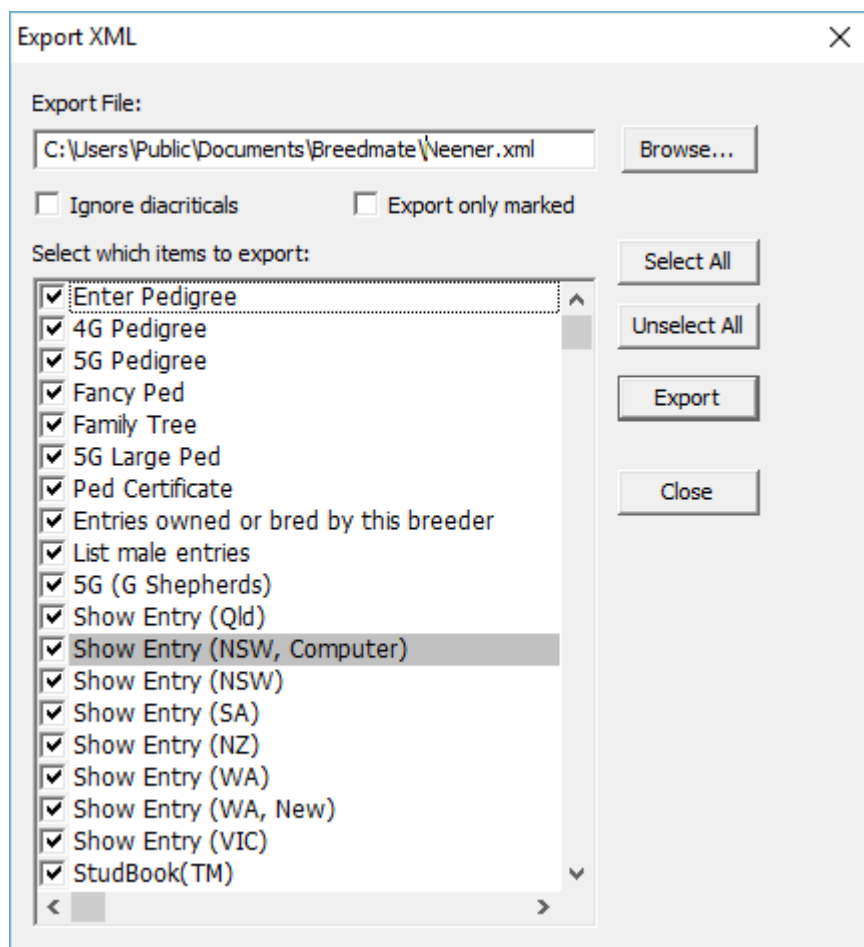 Export XML
Export File:
C:\Users\Public\Documents\Breedmate\Neener.xml
Browse...
Ignore diacriticals
Export only marked
Select which items to export:
Select All
Unselect All
Export
Close
Enter Pedigree
4G Pedigree
5G Pedigree
Fancy Ped
Family Tree
5G Large Ped
Ped Certificate
Entries owned or bred by this breeder
List male entries
5G (G Shepherds)
Show Entry (Qld)
Show Entry (NSW, Computer)
Show Entry (NSW)
Show Entry (SA)
Show Entry (NZ)
Show Entry (WA)
Show Entry (WA, New)
Show Entry (VIC)
StudBook(TM)